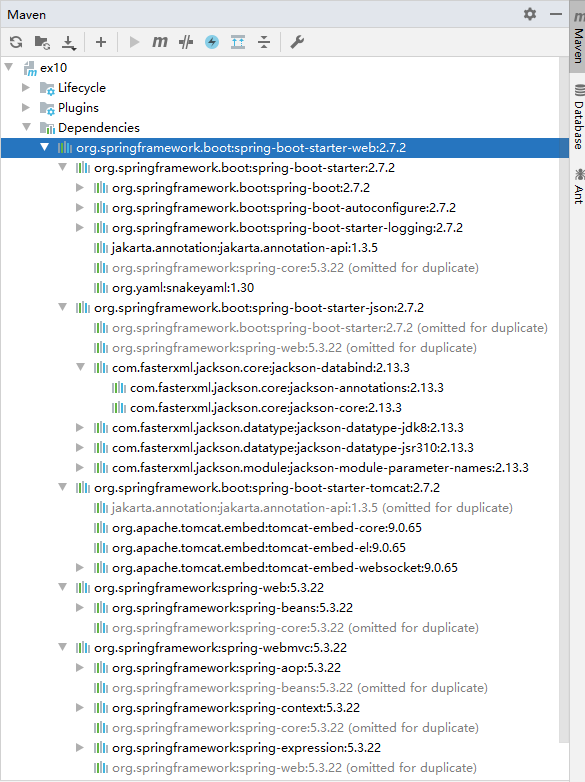 Maven
ex10
Lifecycle
Plugins
Dependencies
org.springframework.boot:spring-boot-starter-web:2.7.2
org.springframework.boot:spring-boot-starter:2.7.2
org.springframework.boot:spring-boot:2.7.2
org.springframework.boot:spring-boot-autoconfigure:2.7.2
org.springframework.boot:spring-boot-starter-logging:2.7.2
jakarta.annotation:jakarta.annotation-api:1.3.5
org.springframework:spring-core:5.3.22 (omitted for duplicate)
org.yaml:snakeyaml:1.30
org.springframework.boot:spring-boot-starter-json:2.7.2
org.springframework.boot:spring-boot-starter:2.7.2 (omitted for duplicate)
org.springframework:spring-web:5.3.22 (omitted for duplicate)
com.fasterxml.jackson.core:jackson-databind:2.13.3
com.fasterxml.jackson.core:jackson-annotations:2.13.3
com.fasterxml.jackson.core:jackson-core:2.13.3
com.fasterxml.jackson.datatype:jackson-datatype-jdk8:2.13.3
com.fasterxml.jackson.datatype:jackson-datatype-jsr310:2.13.3
com.fasterxml.jackson.module:jackson-module-parameter-names:2.13.3
org.springframework.boot:spring-boot-starter-tomcat:2.7.2
jakarta.annotation:jakarta.annotation-api:1.3.5 (omitted for duplicate)
org.apache.tomcat.embed:tomcat-embed-core:9.0.65
org.apache.tomcat.embed:tomcat-embed-el:9.0.65
org.apache.tomcat.embed:tomcat-embed-websocket:9.0.65
org.springframework:spring-web:5.3.22
org.springframework:spring-beans:5.3.22
org.springframework:spring-core:5.3.22 (omitted for duplicate)
org.springframework:spring-webmvc:5.3.22
org.springframework:spring-aop:5.3.22
org.springframework:spring-beans:5.3.22 (omitted for duplicate)
org.springframework:spring-context:5.3.22
org.springframework:spring-core:5.3.22 (omitted for duplicate)
org.springframework:spring-expression:5.3.22
org.springframework:spring-web:5.3.22 (omitted for duplicate)
Maven
Database
Ant